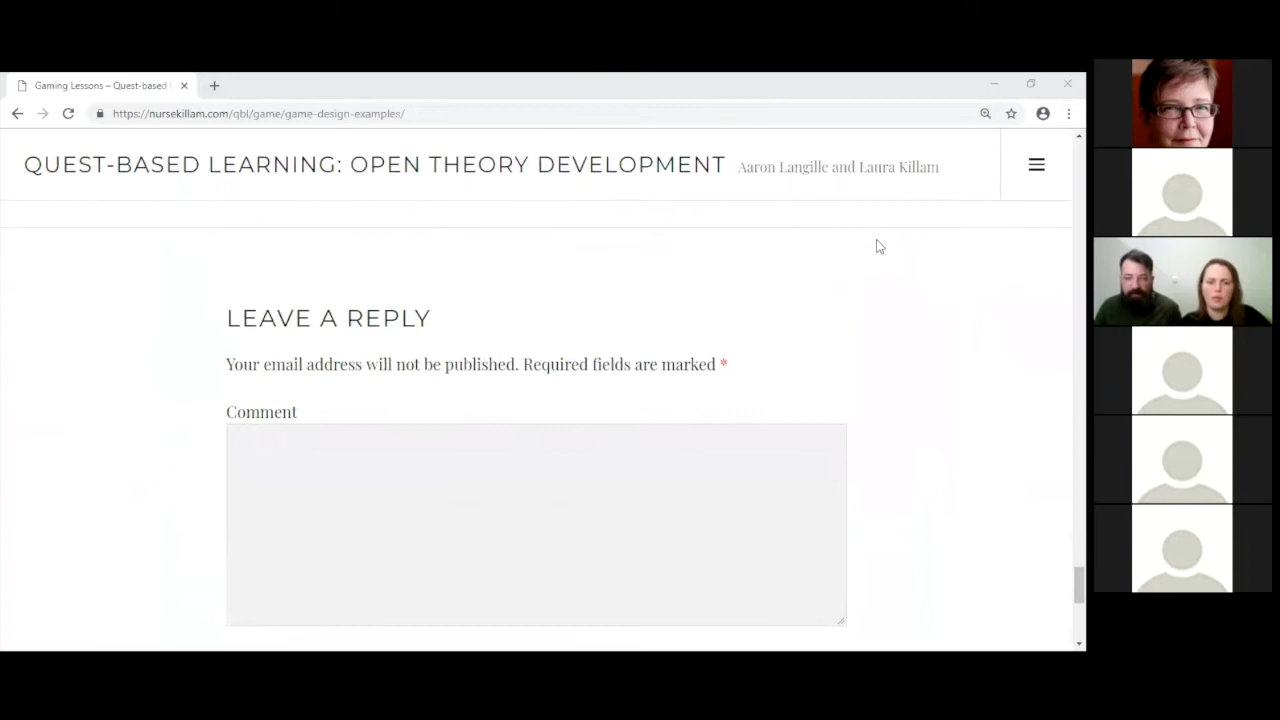 Gaming Lessons – Quest-based
https://nursekillam.com/qbl/game/game-design-examples/
QUEST-BASED LEARNING: OPEN THEORY DEVELOPMENT Aaron Langille and Laura Killam
LEAVE A REPLY
Your email address will not be published. Required fields are marked *
Comment